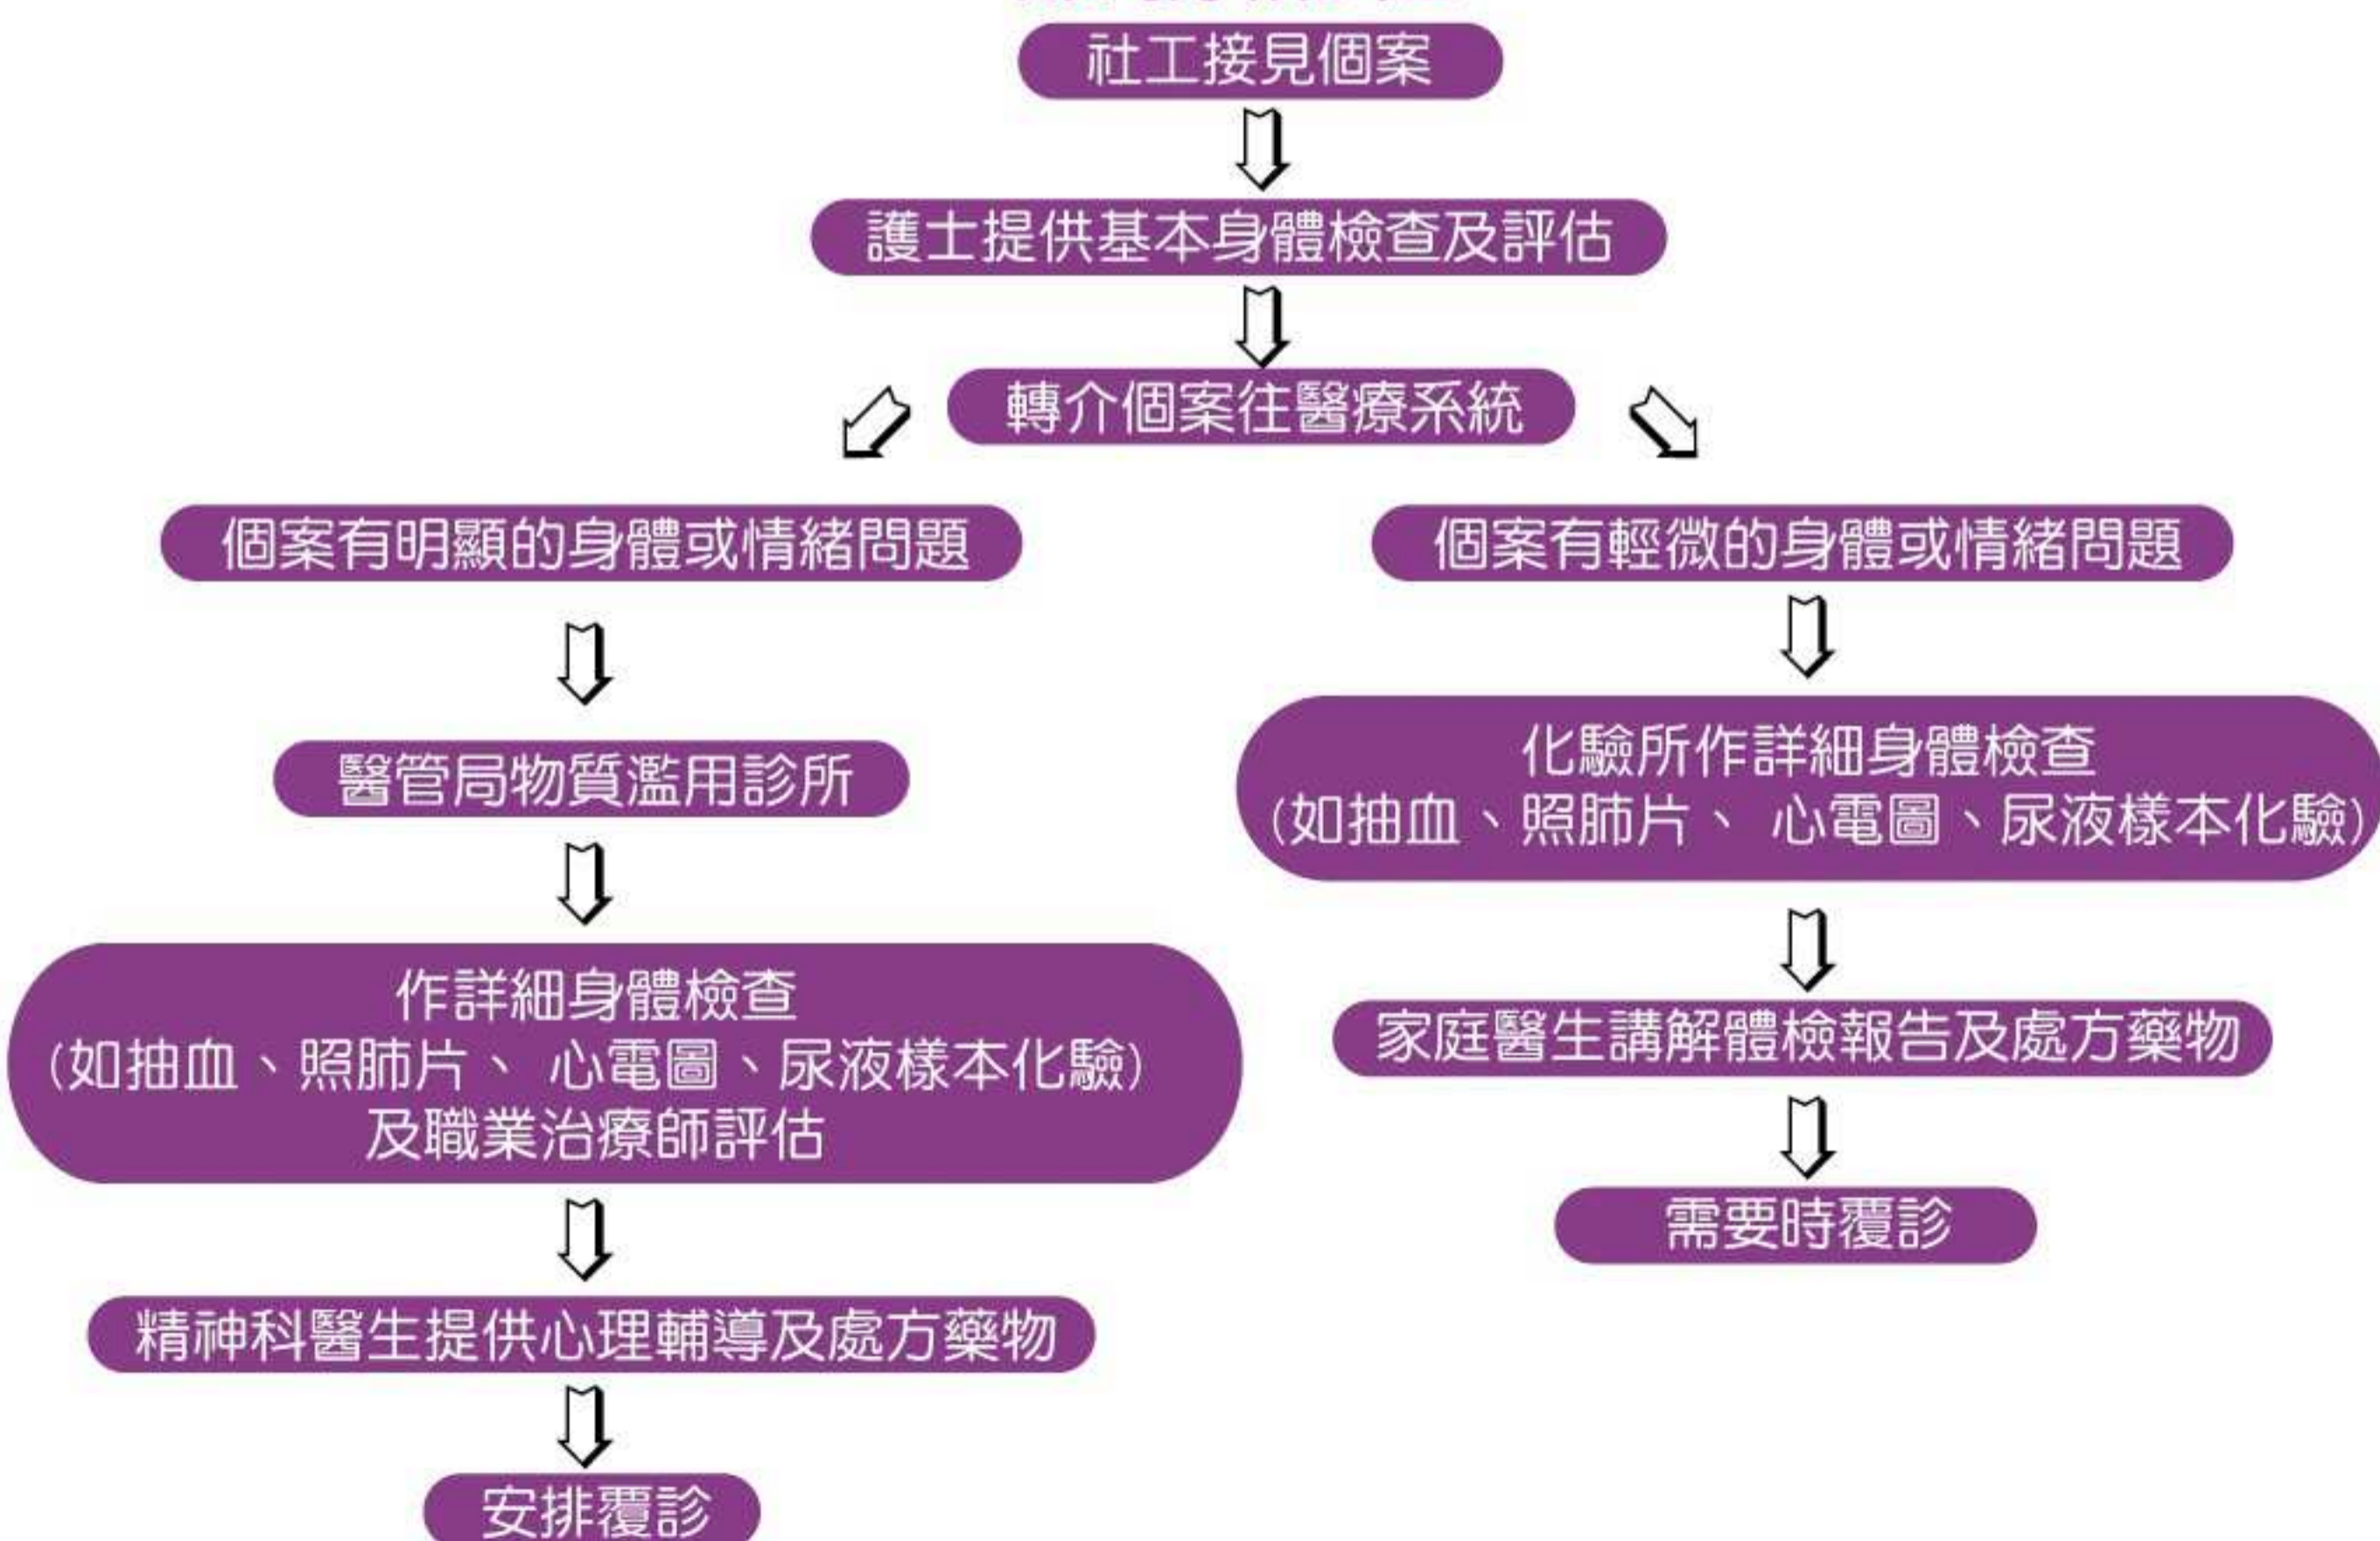 社工接見個案
護士提供基本身體檢查及評估
轉介個案往醫療系統
個案有明顯的身體或情緒問題
醫管局物質濫用診所
作詳細身體檢查
(如抽血、照肺片、 心電圖、尿液樣本化驗)
及職業治療師評估
精神科醫生提供心理輔導及處方藥物
安排覆診
個案有輕微的身體或情緒問題
化驗所作詳細身體檢查
(如抽血、照肺片、 心電圖、尿液樣本化驗)
家庭醫生講解體檢報告及處方藥物
需要時覆診